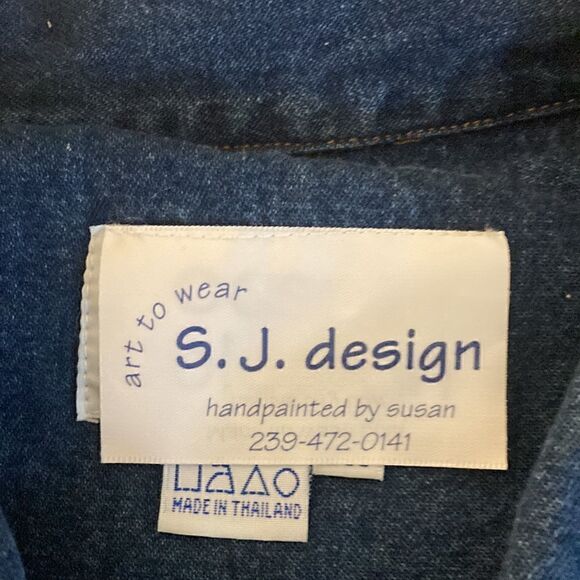 art to wear
S. J. design
handpainted by susan
239-472-0141
MADE IN THAILAND